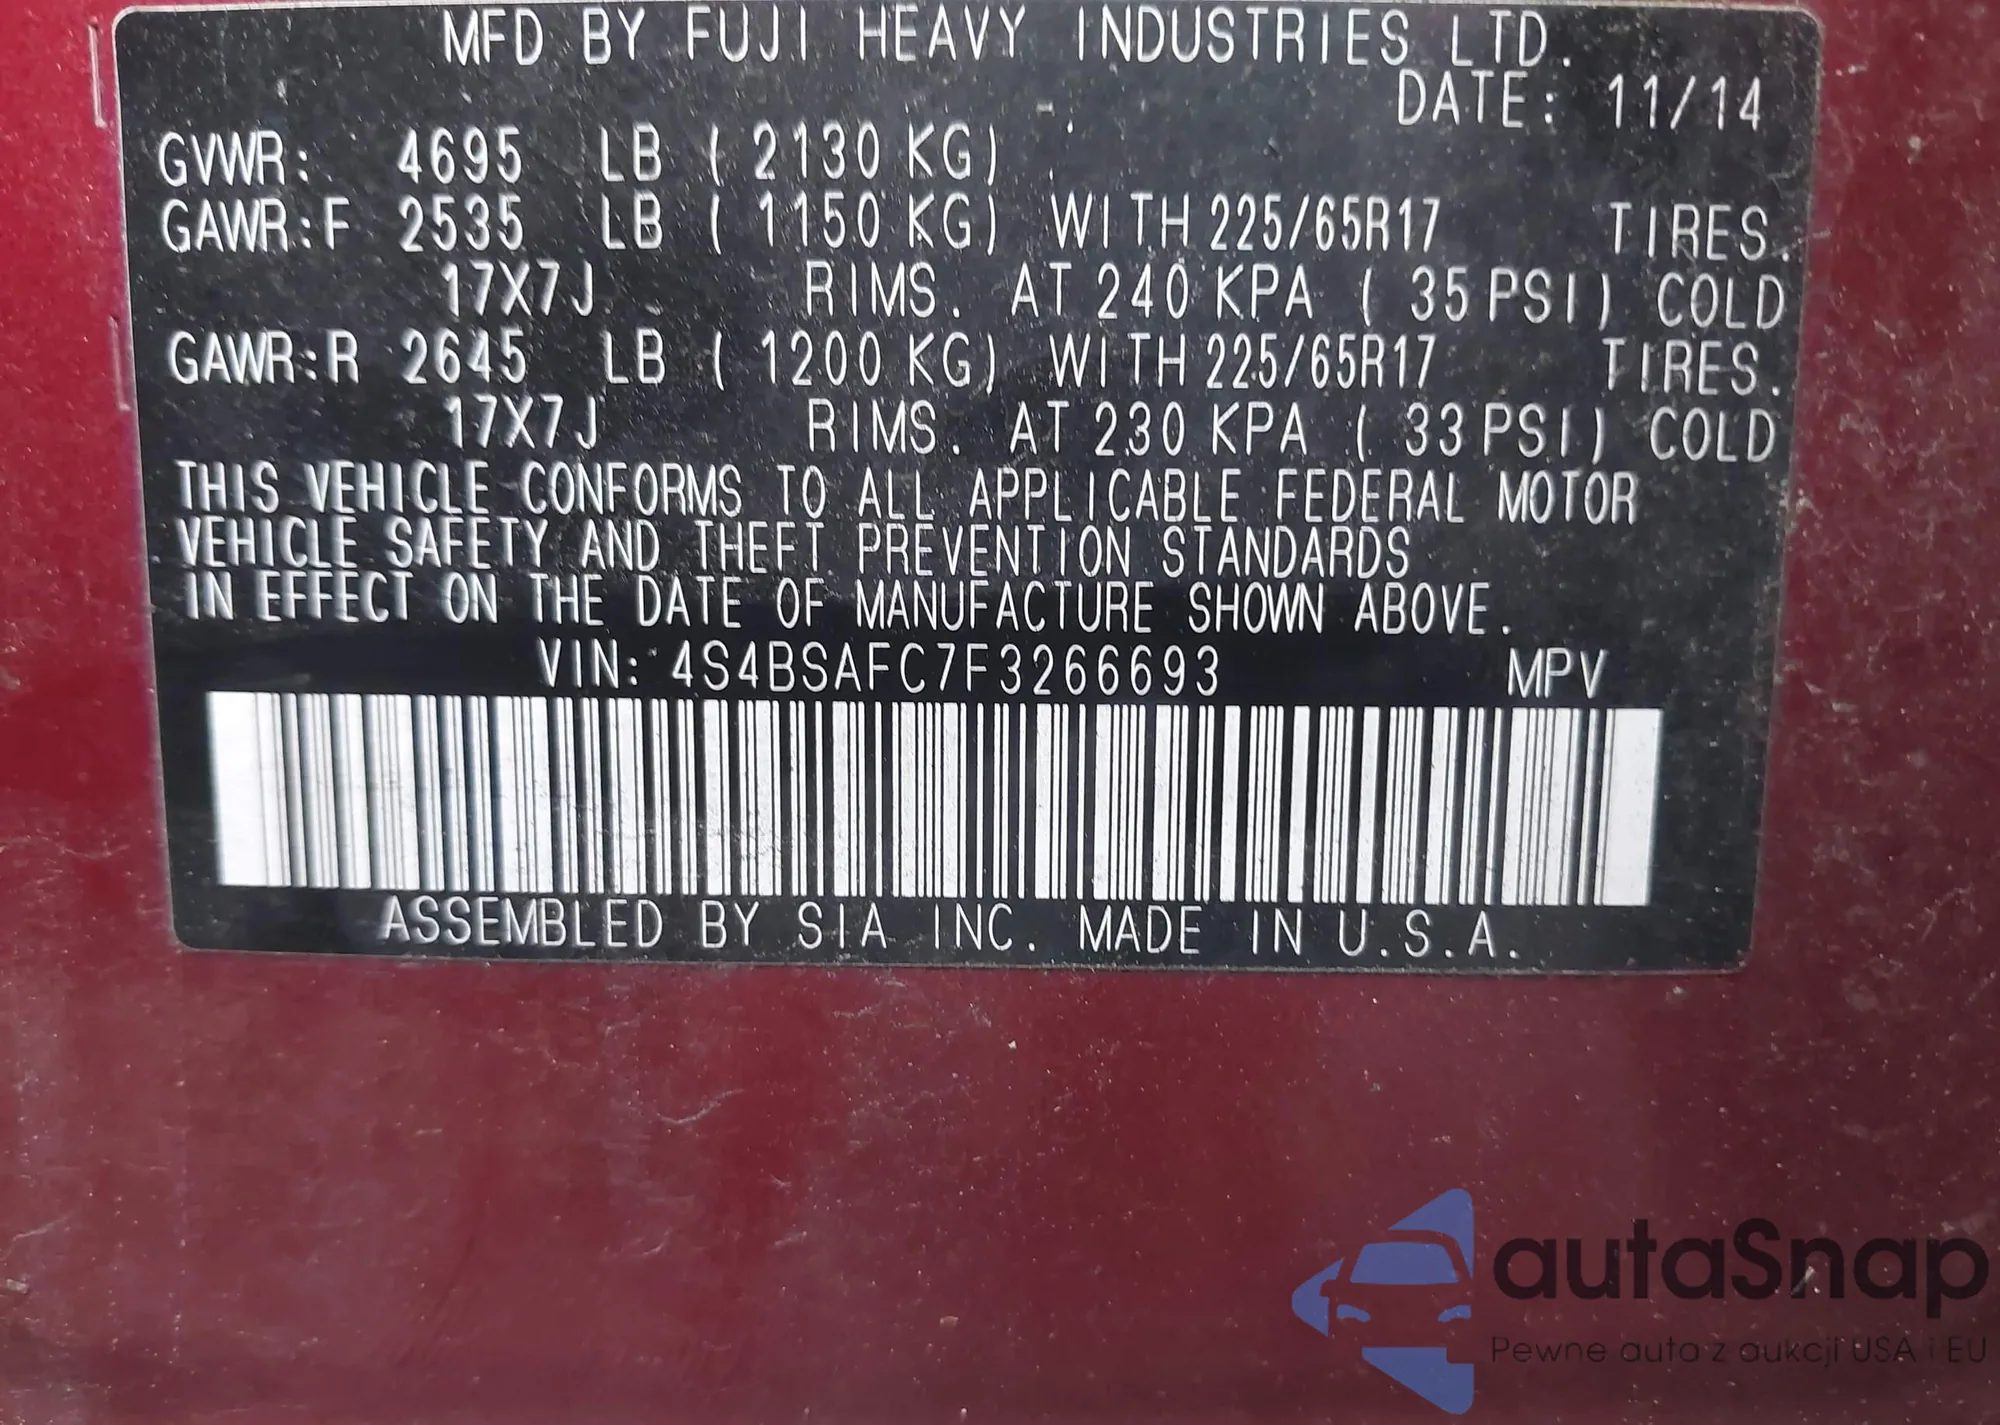 MFD BY FUJI HEAVY INDUSTRIES LTD.
DATE: 11/14
GVWR: 4695 LB ( 2130 KG)
GAWR:F 2535 LB ( 1150 KG) WITH 225/65R17 TIRES.
17X7J RIMS. AT 240 KPA ( 35 PSI) COLD
GAWR:R 2645 LB ( 1200 KG) WITH 225/65R17 TIRES.
17X7J RIMS. AT 230 KPA ( 33 PSI) COLD
THIS VEHICLE CONFORMS TO ALL APPLICABLE FEDERAL MOTOR
VEHICLE SAFETY AND THEFT PREVENTION STANDARDS
IN EFFECT ON THE DATE OF MANUFACTURE SHOWN ABOVE.
VIN: 4S4BSAFC7F3266693 MPV
ASSEMBLED BY SIA INC. MADE IN U.S.A.
autaSnap
Pewne auta z aukcji USA i EU